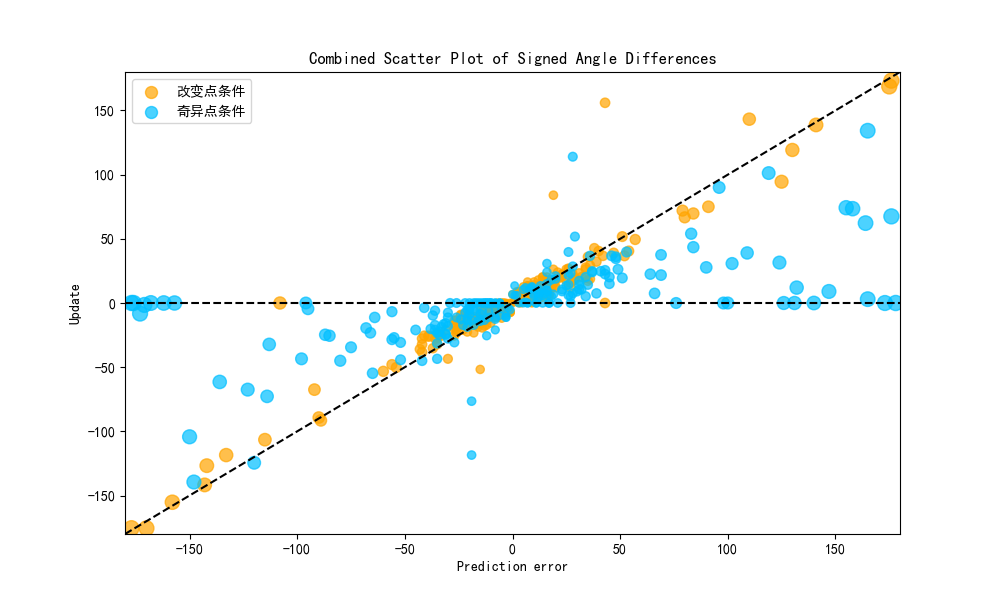 Combined Scatter Plot of Signed Angle Differences
改变点条件
奇异点条件
150
100
50
0
−50
−100
−150
Update
−150 −100 −50 0 50 100 150
Prediction error